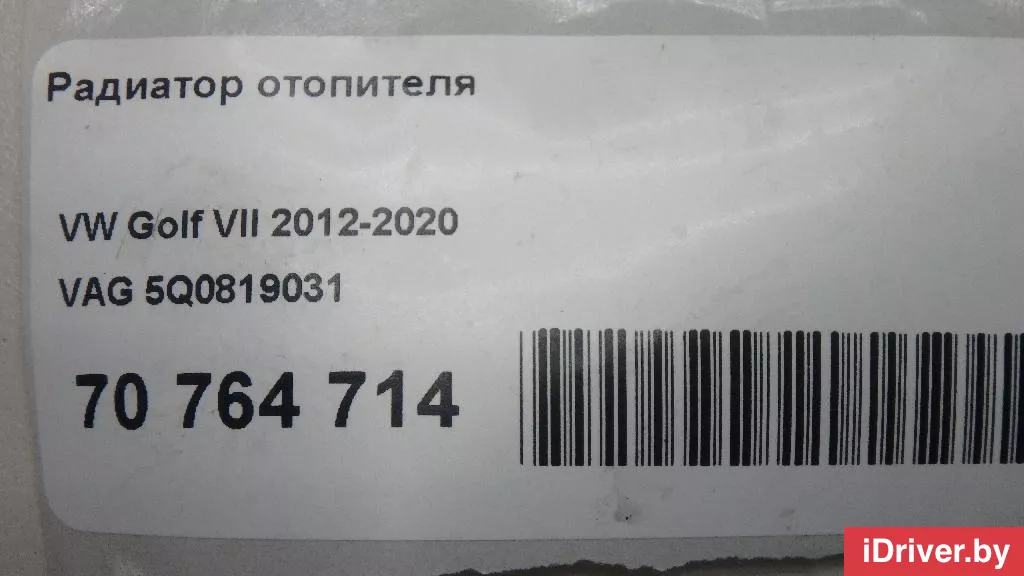 Радиатор отопителя
VW Golf VII 2012-2020
VAG 5Q0819031
70 764 714
iDriver.by